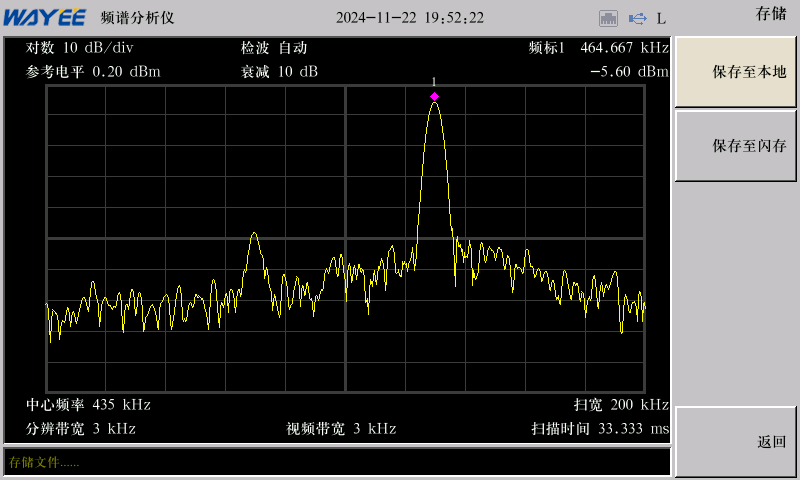 WAYEE 频谱分析仪 2024-11-22 19:52:22 L 存储
对数 10 dB/div 检波 自动 频标1 464.667 kHz
参考电平 0.20 dBm 衰减 10 dB -5.60 dBm
1
保存至本地
保存至闪存
中心频率 435 kHz 扫宽 200 kHz
分辨带宽 3 kHz 视频带宽 3 kHz 扫描时间 33.333 ms
返回
存储文件......